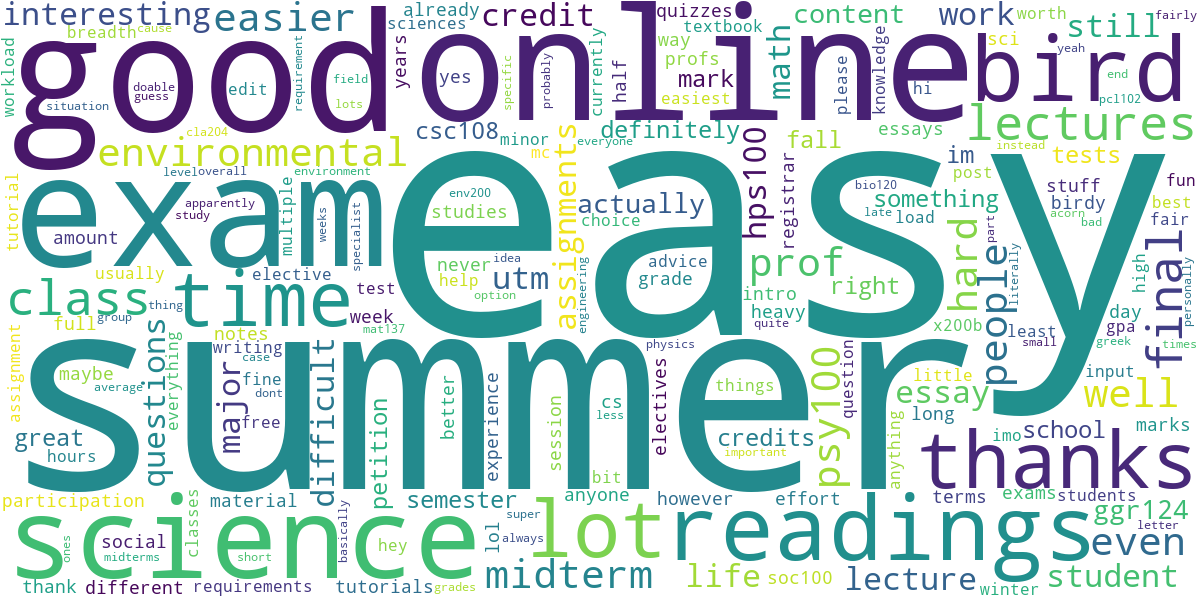 interesting
easier
credit
quizzes
content
work
worth
fairly
breadth
cause
already
sciences
textbook
still
good
online
bird
workload
requirement
years
yes
field
doable
guess
edit
lots
situation
specific
probably
currently
half
way
profs
mark
easiest
math
please
knowledge
hi
sci
yeah
end
pcl102
cla204
csc108
minor
definitely
everyone
fall
essays
lectures
instead
environmental
level
overall
environment
mc
hps100
im
tests
post
exam
easy
tutorial
apparently
study
multiple
weeks
specialist
amount
env200
studies
assignments
choice
actually
registrar
bio120
late
something
load
stuff
birdy
acorn
bad
fun
best
fair
part
never
help
idea
utm
option
engineering
advice
grade
prof
right
intro
heavy
quite
hard
people
literally
high
day
final
personally
usually
elective
class
thing
time
test
week
mat137
x200b
least
small
gpa
greek
times
full
group
notes
writing
case
assignment
questions
everything
maybe
average
summer
major
fine
dont
free
difficult
petition
better
experience
physics
session
cs
less
electives
things
psy100
question
little
essay
input
well
great
hours
credits
important
anything
long
imo
school
marks
thanks
bit
participation
material
semester
anyone
however
effort
terms
exams
students
science
classes
social
ones
midterms
short
basically
hey
lol
super
always
lot
readings
ggr124
letter
even
midterm
life
soc100
lecture
winter
student
thank
different
requirements
tutorials
grades